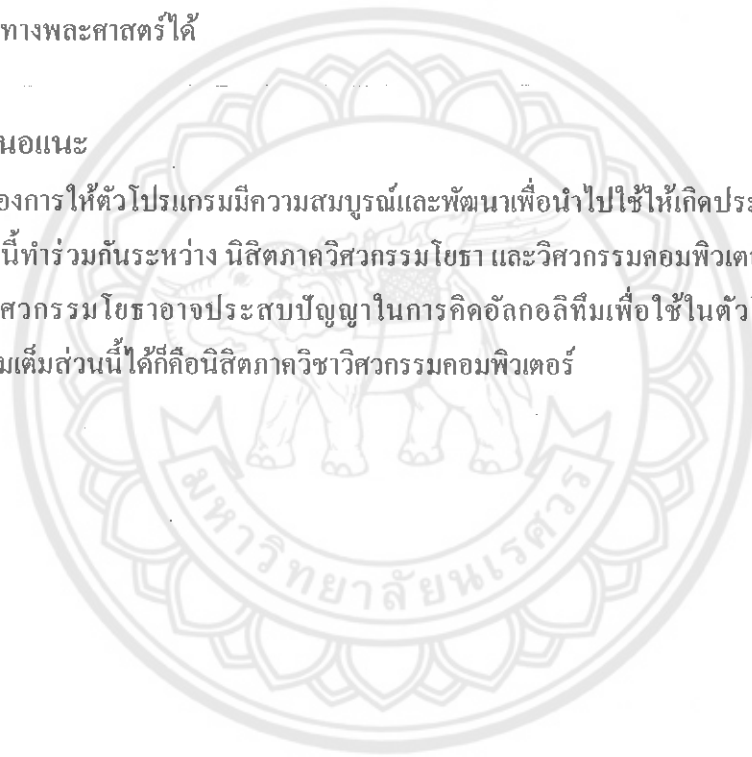 ทางพละศาสตร์ได้
นอแนะ
องการให้ตัวโปรแกรมมีความสมบูรณ์และพัฒนาเพื่อนำไปใช้ให้เกิดประ
นี้ทำร่วมกันระหว่าง นิสิตภาควิศวกรรมโยธา และวิศวกรรมคอมพิวเต
ศวกรรมโยธาอาจประสบปัญญาในการคิดอัลกอลิทึมเพื่อใช้ในตัว
มเต็มส่วนนี้ได้ก็คือนิสิตภาควิชาวิศวกรรมคอมพิวเตอร์
มหาวิทยาลัยนเรศวร